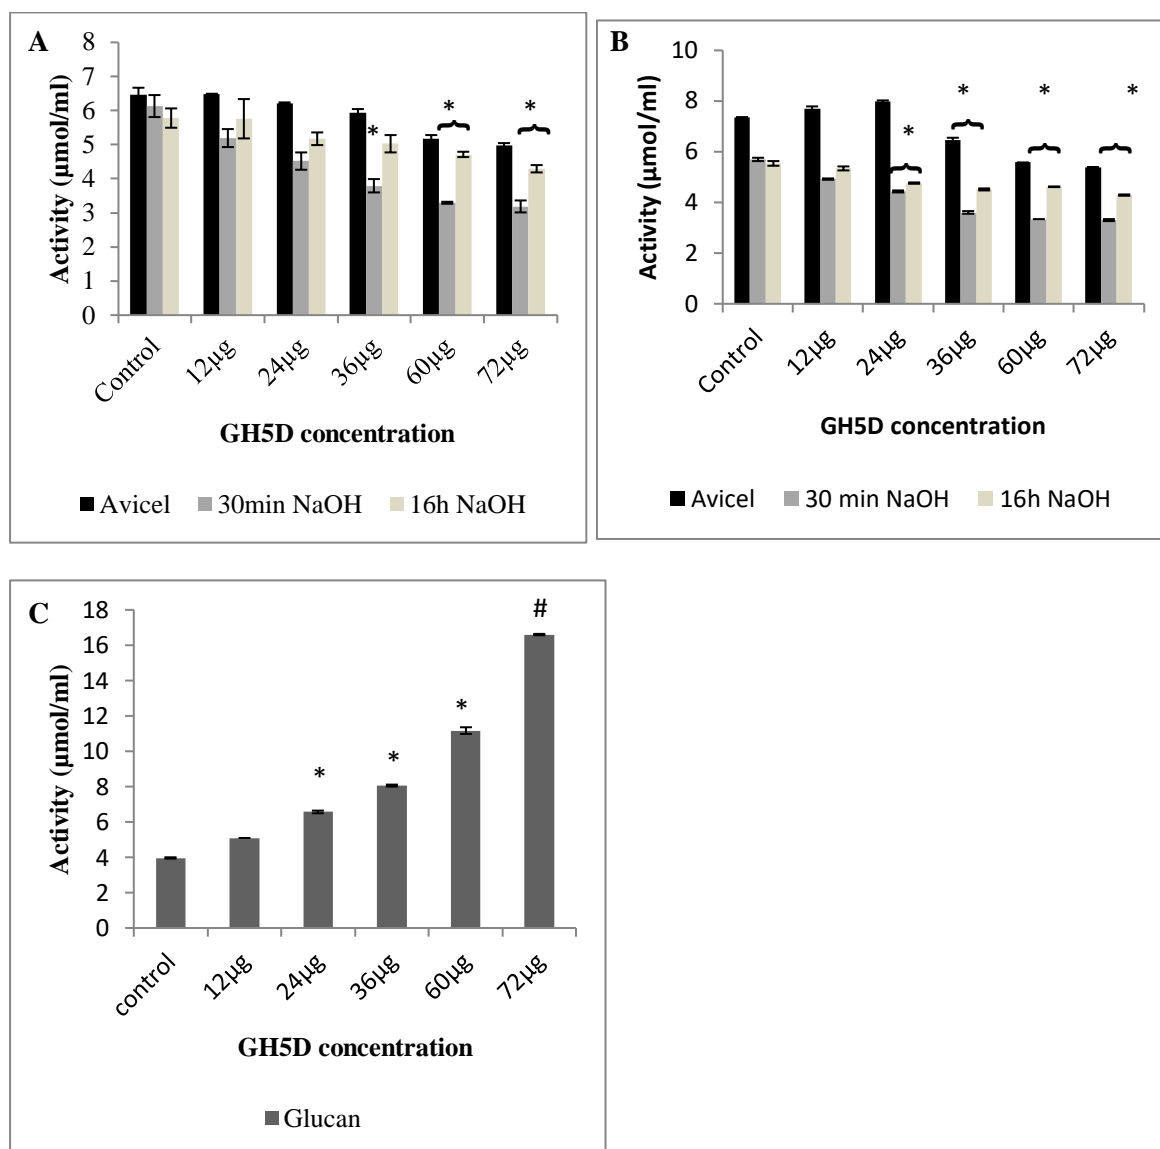 A
Activity (µmol/ml)
8
7
6
5
4
3
2
1
0
*
*
*
Control
12µg
24µg
36µg
60µg
72µg
GH5D concentration
Avicel 30min NaOH 16h NaOH
B
Activity (µmol/ml)
10
8
6
4
2
0
*
*
*
*
Control
12µg
24µg
36µg
60µg
72µg
GH5D concentration
Avicel 30 min NaOH 16h NaOH
C
Activity (µmol/ml)
18
16
14
12
10
8
6
4
2
0
*
*
*
#
control
12µg
24µg
36µg
60µg
72µg
GH5D concentration
Glucan